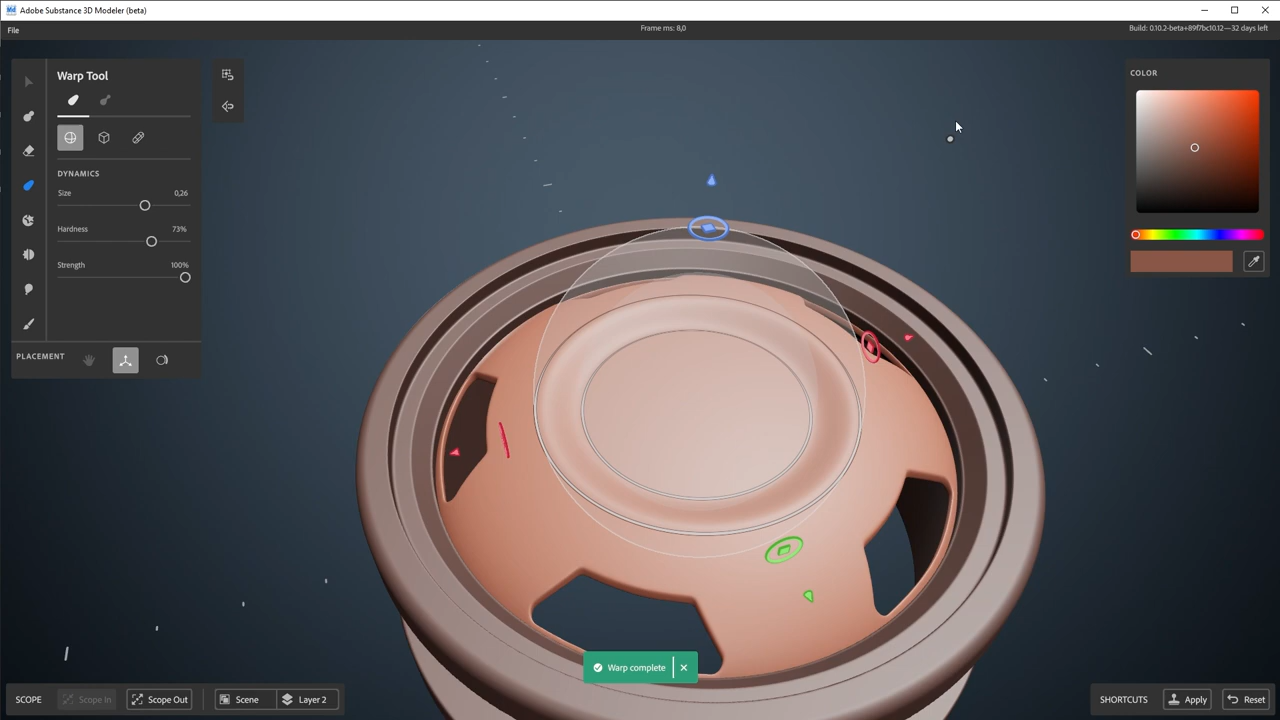 Adobe Substance 3D Modeler (beta)
File
Frame ms: 8,0
Build: 0.10.2-beta+89f7bc10.12—32 days left
Warp Tool
DYNAMICS
Size 0,26
Hardness 73%
Strength 100%
PLACEMENT
COLOR
Warp complete
SCOPE Scope In Scope Out Scene Layer 2
SHORTCUTS Apply Reset